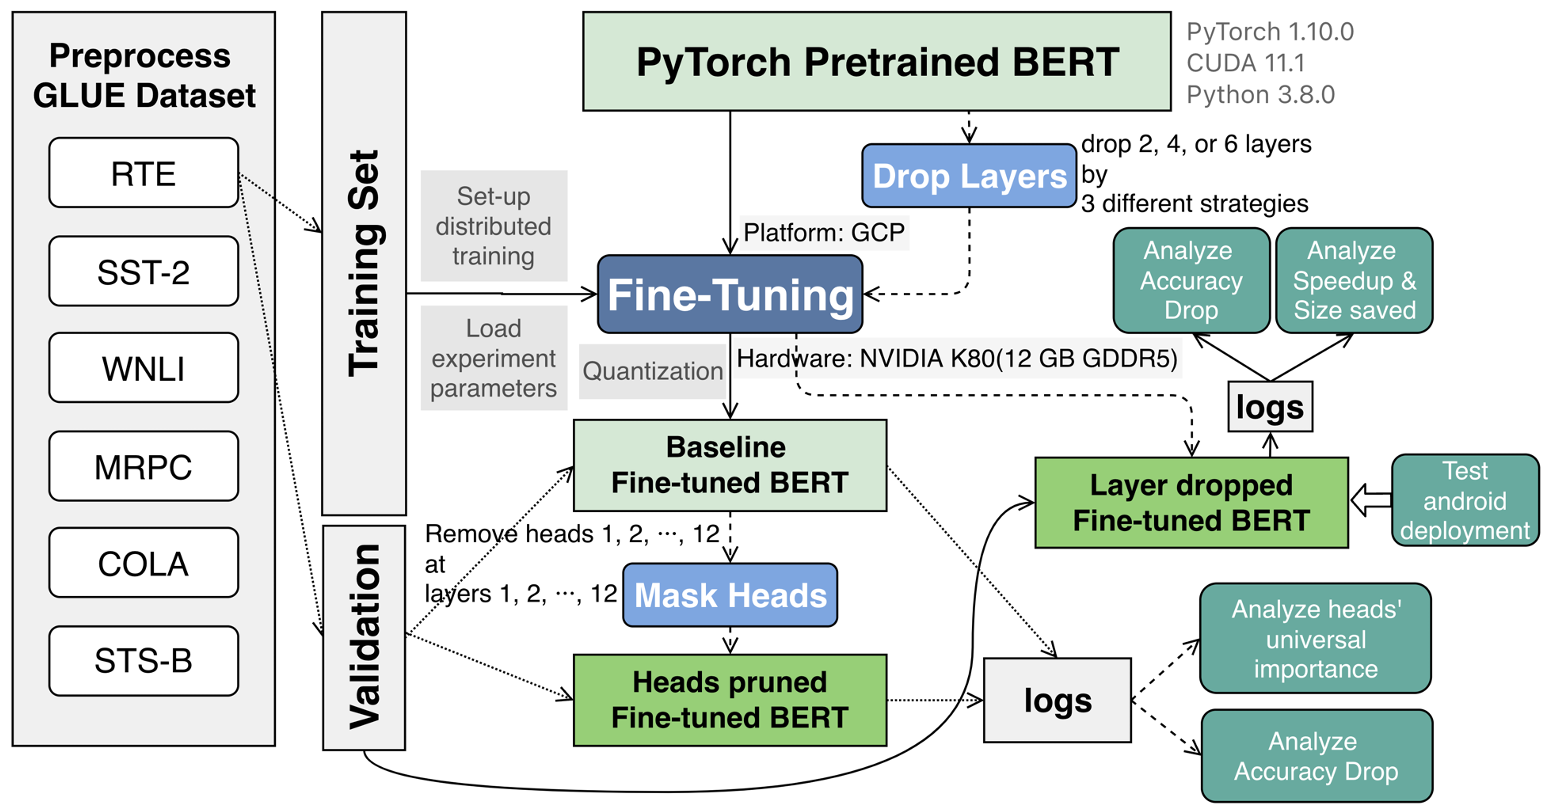 Preprocess
GLUE Dataset
RTE
SST-2
WNLI
MRPC
COLA
STS-B
Training Set
Validation
PyTorch Pretrained BERT
PyTorch 1.10.0
CUDA 11.1
Python 3.8.0
Drop Layers
drop 2, 4, or 6 layers
by
3 different strategies
Set-up
distributed
training
Platform: GCP
Fine-Tuning
Load
experiment
parameters
Quantization
Hardware: NVIDIA K80(12 GB GDDR5)
Analyze
Accuracy
Drop
Analyze
Speedup &
Size saved
logs
Baseline
Fine-tuned BERT
Layer dropped
Fine-tuned BERT
Test
android
deployment
Remove heads 1, 2, ···, 12
at
layers 1, 2, ···, 12
Mask Heads
Heads pruned
Fine-tuned BERT
logs
Analyze heads'
universal
importance
Analyze
Accuracy Drop